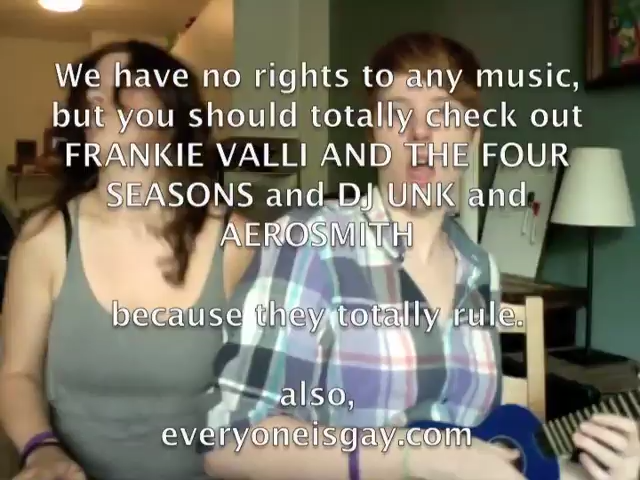 We have no rights to any music,
but you should totally check out
FRANKIE VALLI AND THE FOUR
SEASONS and DJ UNK and
AEROSMITH
because they totally rule.
also,
everyoneisgay.com